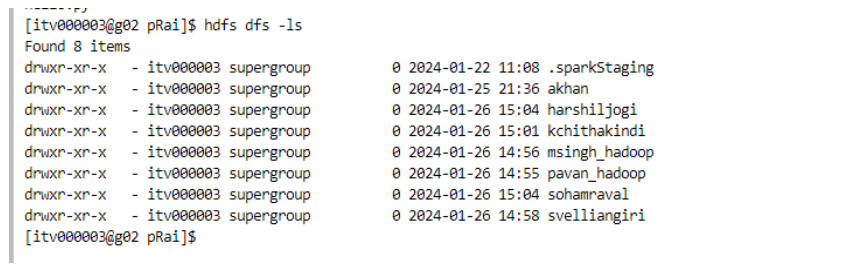 [itv000003@g02 pRai]$ hdfs dfs -ls
Found 8 items
drwxr-xr-x   - itv000003 supergroup          0 2024-01-22 11:08 .sparkStaging
drwxr-xr-x   - itv000003 supergroup          0 2024-01-25 21:36 akhan
drwxr-xr-x   - itv000003 supergroup          0 2024-01-26 15:04 harshiljogi
drwxr-xr-x   - itv000003 supergroup          0 2024-01-26 15:01 kchithakindi
drwxr-xr-x   - itv000003 supergroup          0 2024-01-26 14:56 msingh_hadoop
drwxr-xr-x   - itv000003 supergroup          0 2024-01-26 14:55 pavan_hadoop
drwxr-xr-x   - itv000003 supergroup          0 2024-01-26 15:04 sohamraval
drwxr-xr-x   - itv000003 supergroup          0 2024-01-26 14:58 svelliangiri
[itv000003@g02 pRai]$